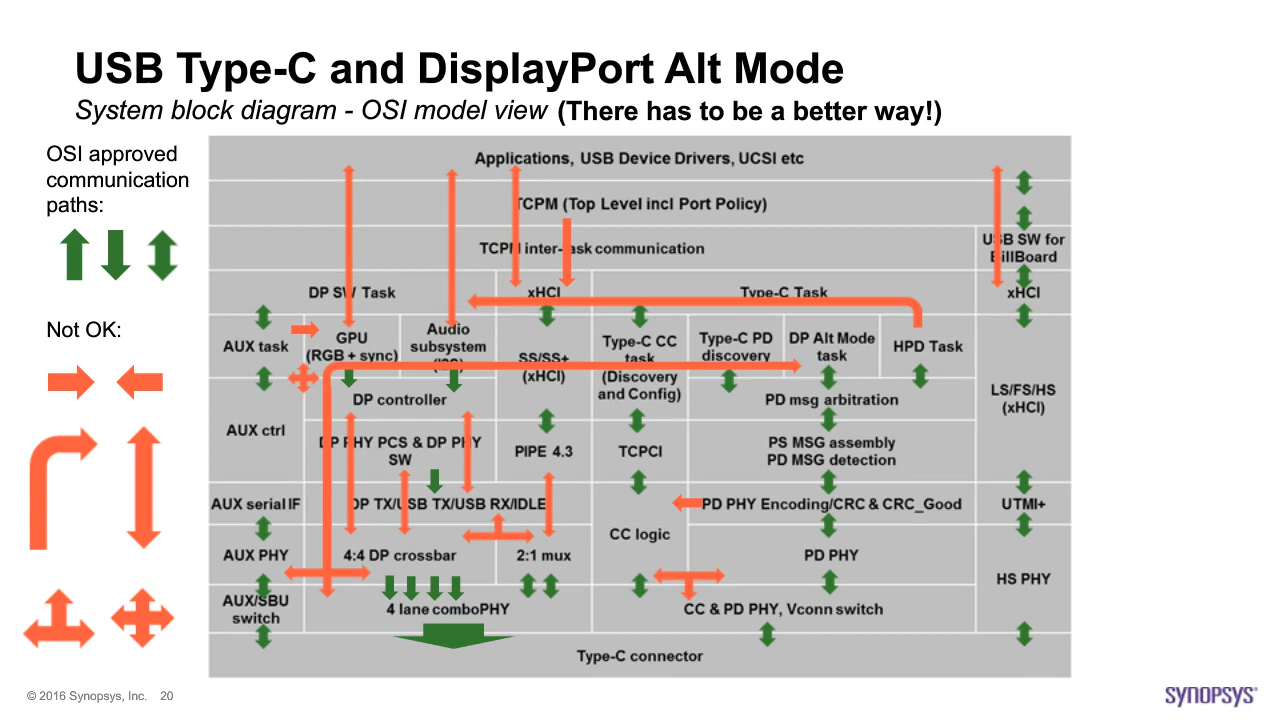 USB Type-C and DisplayPort Alt Mode
System block diagram - OSI model view (There has to be a better way!)
OSI approved
communication
paths:
Not OK:
Applications, USB Device Drivers, UCSI etc
TCPM (Top Level incl Port Policy)
TCPM inter-task communication
USB SW for
BillBoard
DP SW Task
xHCI
Type-C Task
xHCI
AUX task
GPU
(RGB + sync)
Audio
subsystem
SS/SS+
(xHCI)
Type-C CC
task
(Discovery
and Config)
Type-C PD
discovery
DP Alt Mode
task
HPD Task
LS/FS/HS
(xHCI)
DP controller
PD msg arbitration
AUX ctrl
DP PHY PCS & DP PHY
SW
PIPE 4.3
TCPCI
PS MSG assembly
PD MSG detection
AUX serial IF
DP TX/USB TX/USB RX/IDLE
PD PHY Encoding/CRC & CRC_Good
UTMI+
CC logic
AUX PHY
4:4 DP crossbar
2:1 mux
PD PHY
HS PHY
AUX/SBU
switch
4 lane comboPHY
CC & PD PHY, Vconn switch
Type-C connector
© 2016 Synopsys, Inc. 20
SYNOPSYS